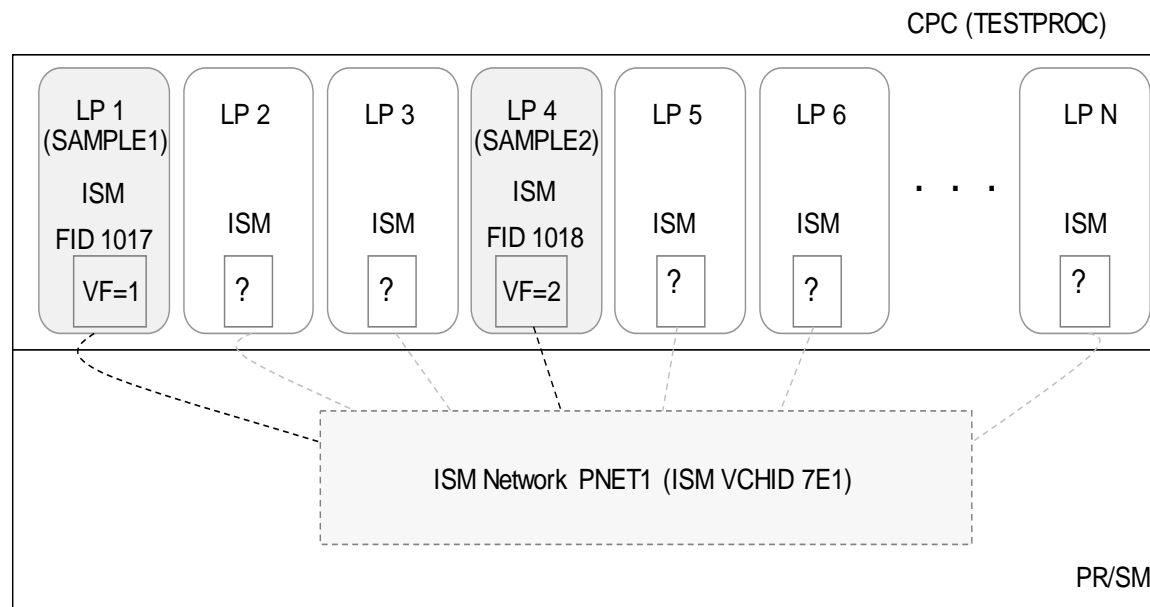 CPC (TESTPROC)
LP 1
(SAMPLE1)
ISM
FID 1017
VF=1
LP 2
ISM
?
LP 3
ISM
?
LP 4
(SAMPLE2)
ISM
FID 1018
VF=2
LP 5
ISM
?
LP 6
ISM
?
. . .
LP N
ISM
?
ISM Network PNET1 (ISM VCHID 7E1)
PR/SM